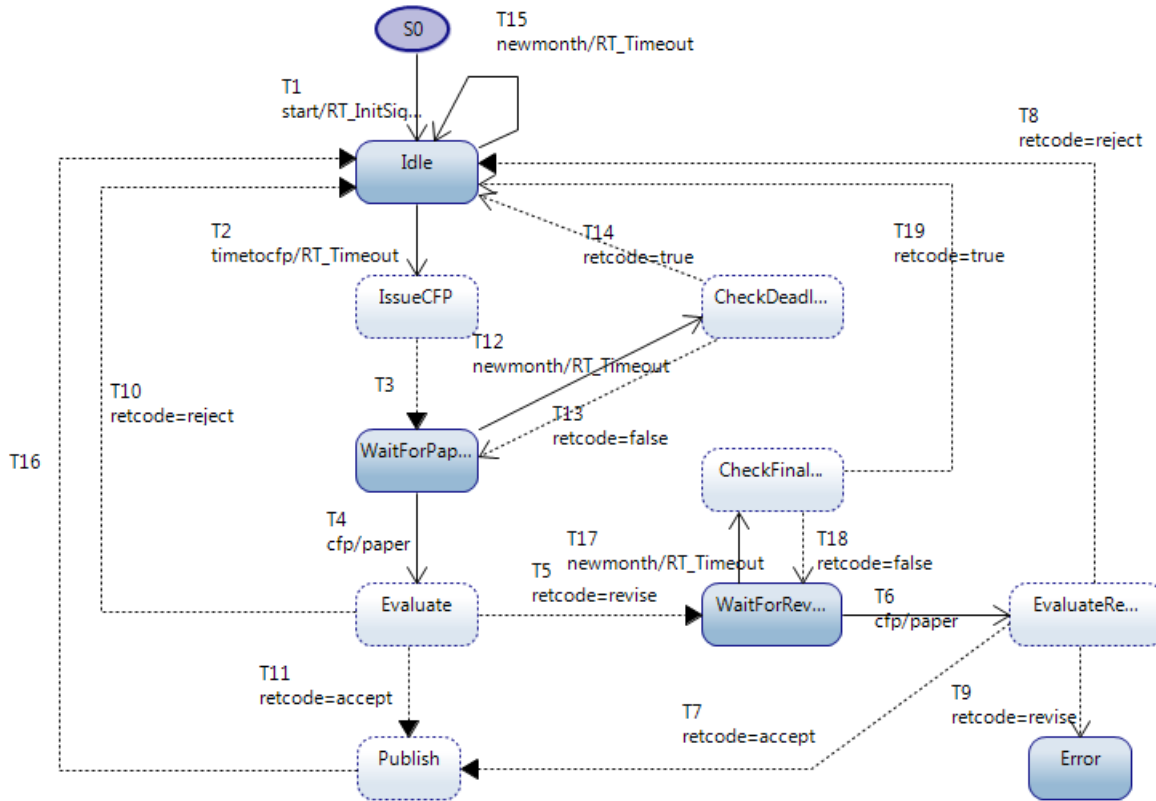 S0
T15
newmonth/RT_Timeout
T1
start/RT_InitSig...
T8
retcode=reject
Idle
T2
timetocfp/RT_Timeout
T14
retcode=true
T19
retcode=true
IssueCFP
CheckDeadl...
T12
newmonth/RT_Timeout
T3
T10
retcode=reject
T13
retcode=false
T16
WaitForPap...
CheckFinal...
T4
cfp/paper
T17
newmonth/RT_Timeout
T18
retcode=false
T5
retcode=revise
Evaluate
WaitForRev...
T6
cfp/paper
EvaluateRe...
T11
retcode=accept
T9
retcode=revise
T7
retcode=accept
Publish
Error